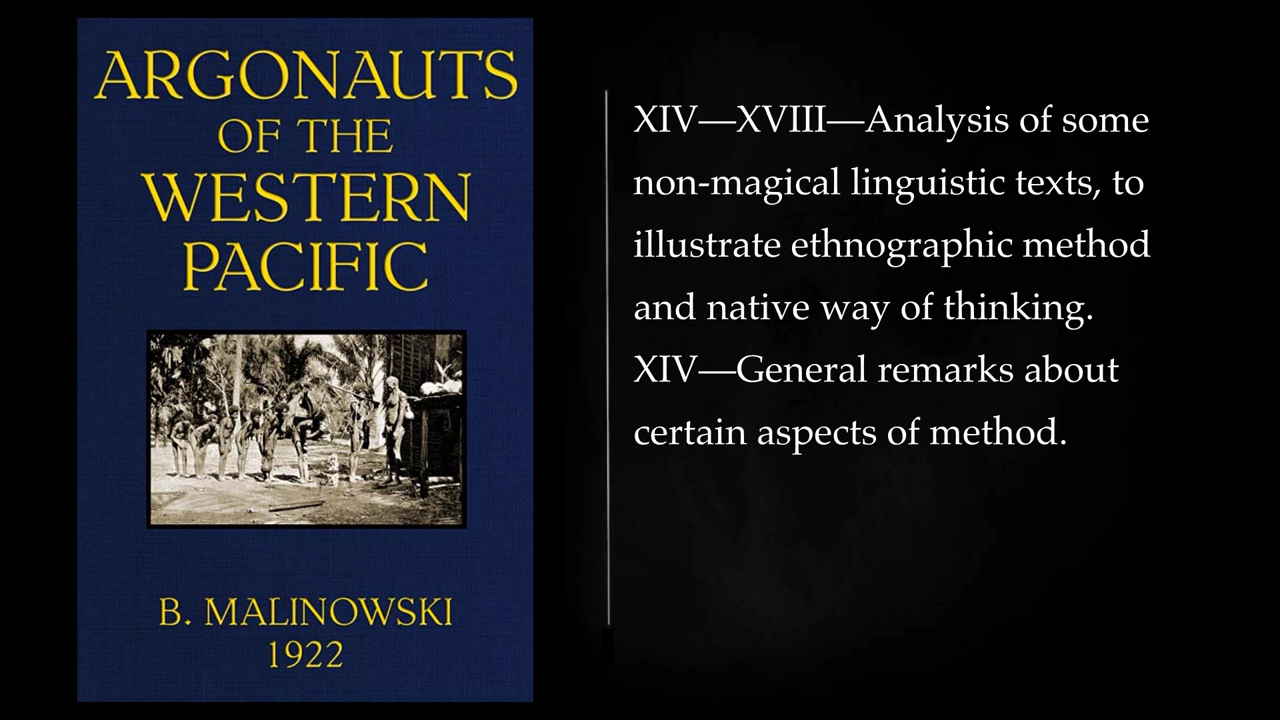 ARGONAUTS
OF THE
WESTERN
PACIFIC
B. MALINOWSKI
1922
XIV—XVIII—Analysis of some
non-magical linguistic texts, to
illustrate ethnographic method
and native way of thinking.
XIV—General remarks about
certain aspects of method.